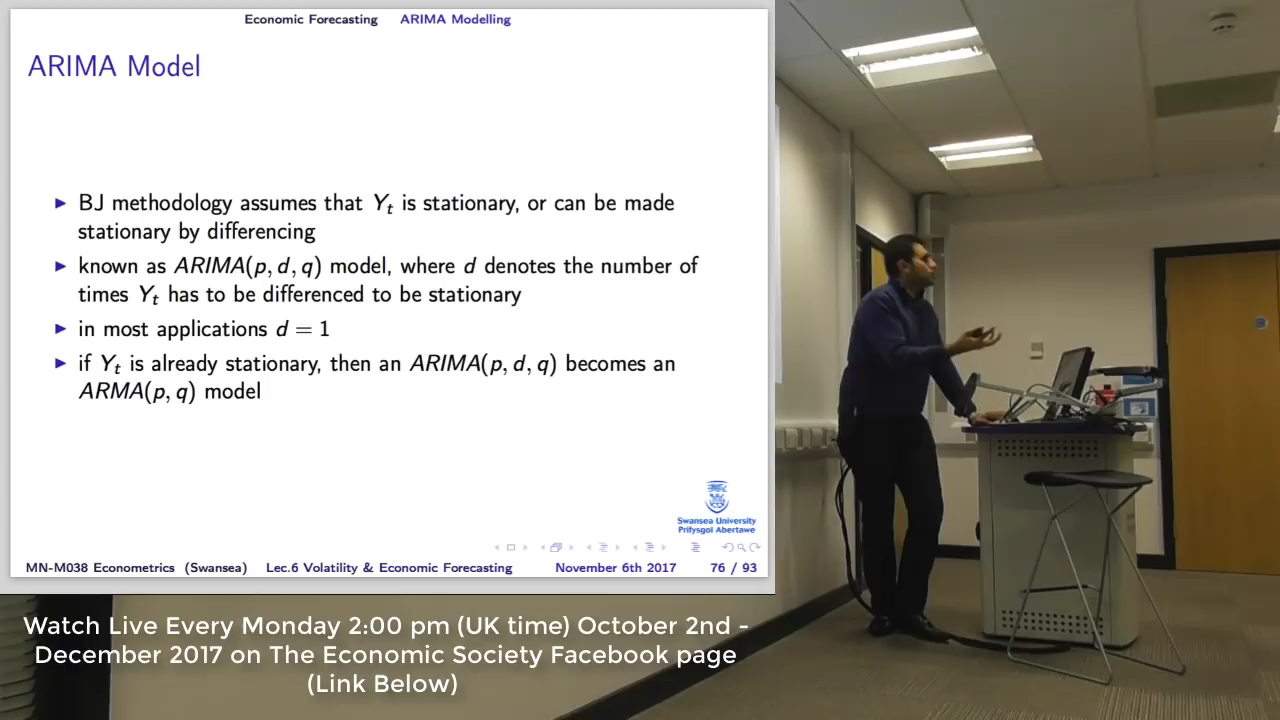 Economic Forecasting ARIMA Modelling
ARIMA Model
BJ methodology assumes that Yt is stationary, or can be made
stationary by differencing
known as ARIMA(p, d, q) model, where d denotes the number of
times Yt has to be differenced to be stationary
in most applications d = 1
if Yt is already stationary, then an ARIMA(p, d, q) becomes an
ARMA(p, q) model
Swansea University
Prifysgol Abertawe
MN-M038 Econometrics (Swansea) Lec.6 Volatility & Economic Forecasting November 6th 2017 76 / 93
Watch Live Every Monday 2:00 pm (UK time) October 2nd -
December 2017 on The Economic Society Facebook page
(Link Below)